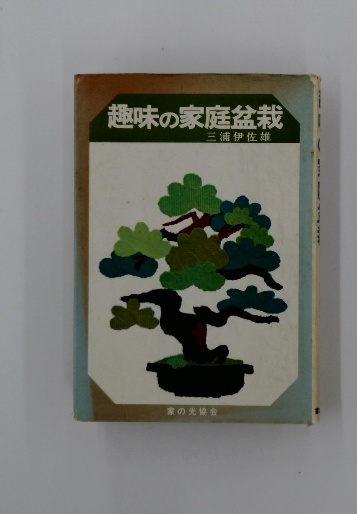 趣味の家庭盆栽
三浦伊佐雄
家の光協会